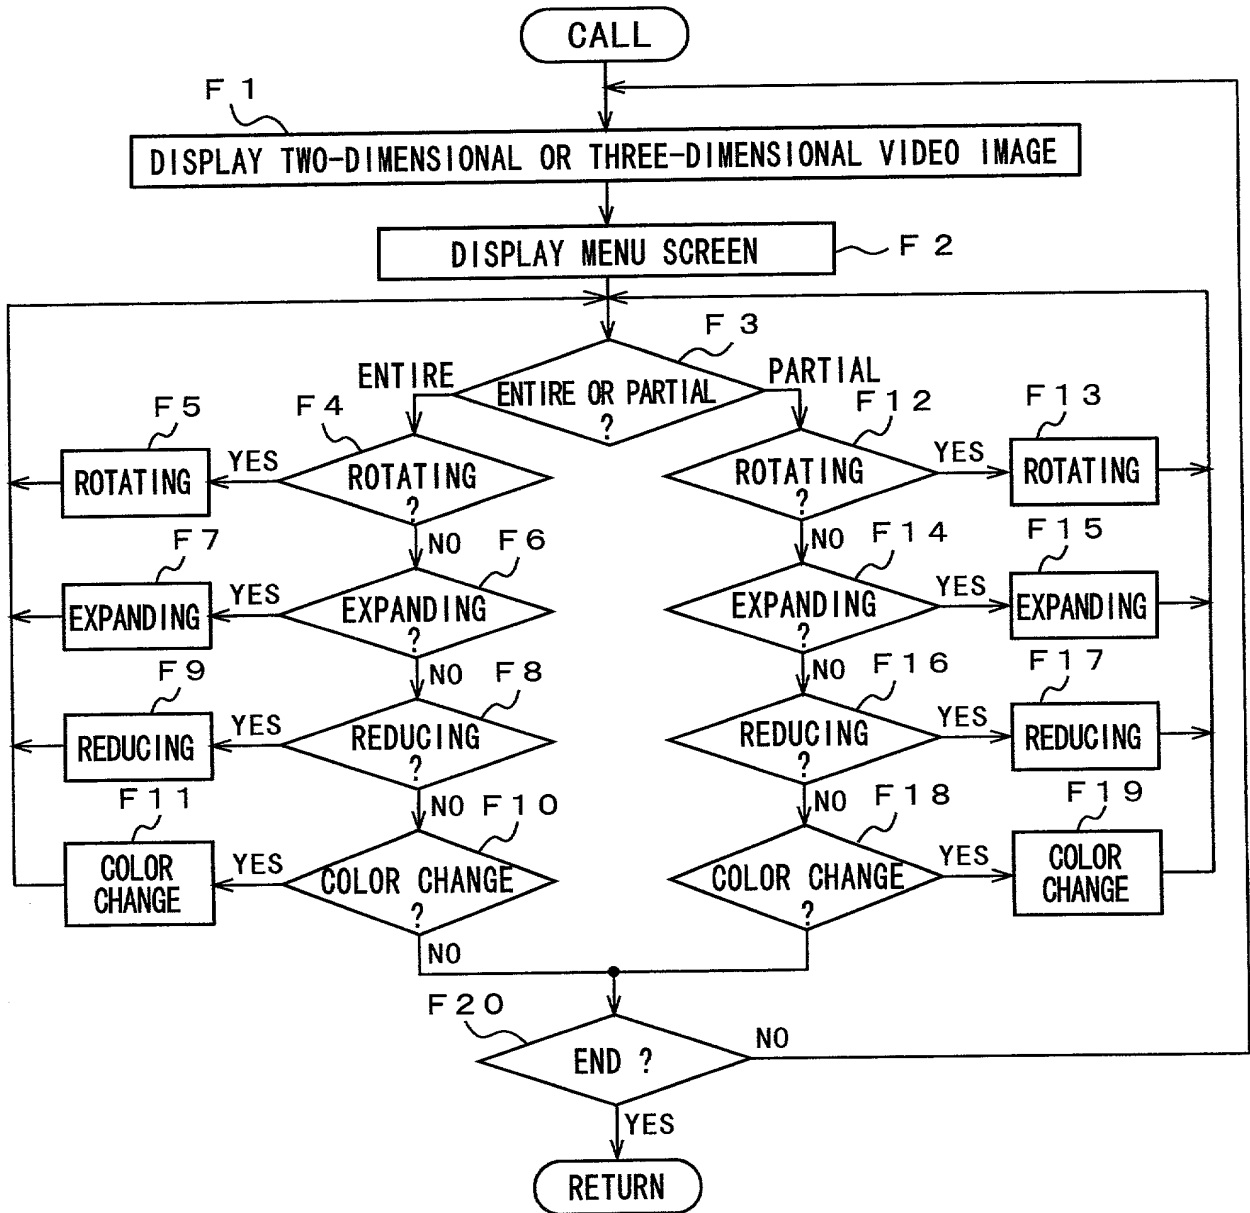 CALL
F1
DISPLAY TWO-DIMENSIONAL OR THREE-DIMENSIONAL VIDEO IMAGE
DISPLAY MENU SCREEN
F2
F3
ENTIRE
ENTIRE OR PARTIAL
?
PARTIAL
F5
F4
F12
F13
ROTATING
YES
ROTATING
?
ROTATING
?
YES
ROTATING
NO
NO
F7
F6
F14
F15
EXPANDING
YES
EXPANDING
?
EXPANDING
?
YES
EXPANDING
NO
NO
F9
F8
F16
F17
REDUCING
YES
REDUCING
?
REDUCING
?
YES
REDUCING
NO
NO
F11
F10
F18
F19
COLOR
CHANGE
YES
COLOR CHANGE
?
COLOR CHANGE
?
YES
COLOR
CHANGE
NO
F20
END ?
NO
YES
RETURN